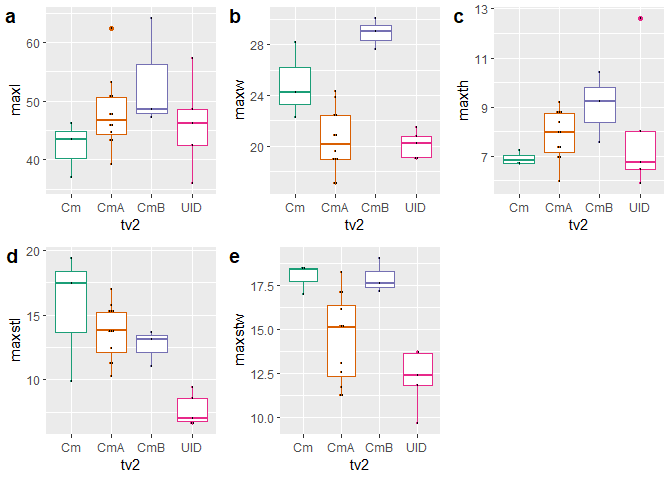 a
maxl
60
50
40
Cm CmA CmB UID
tv2
b
maxw
28
24
20
Cm CmA CmB UID
tv2
c
maxth
13
11
9
7
Cm CmA CmB UID
tv2
d
maxstl
20
15
10
Cm CmA CmB UID
tv2
e
maxstw
17.5
15.0
12.5
10.0
Cm CmA CmB UID
tv2